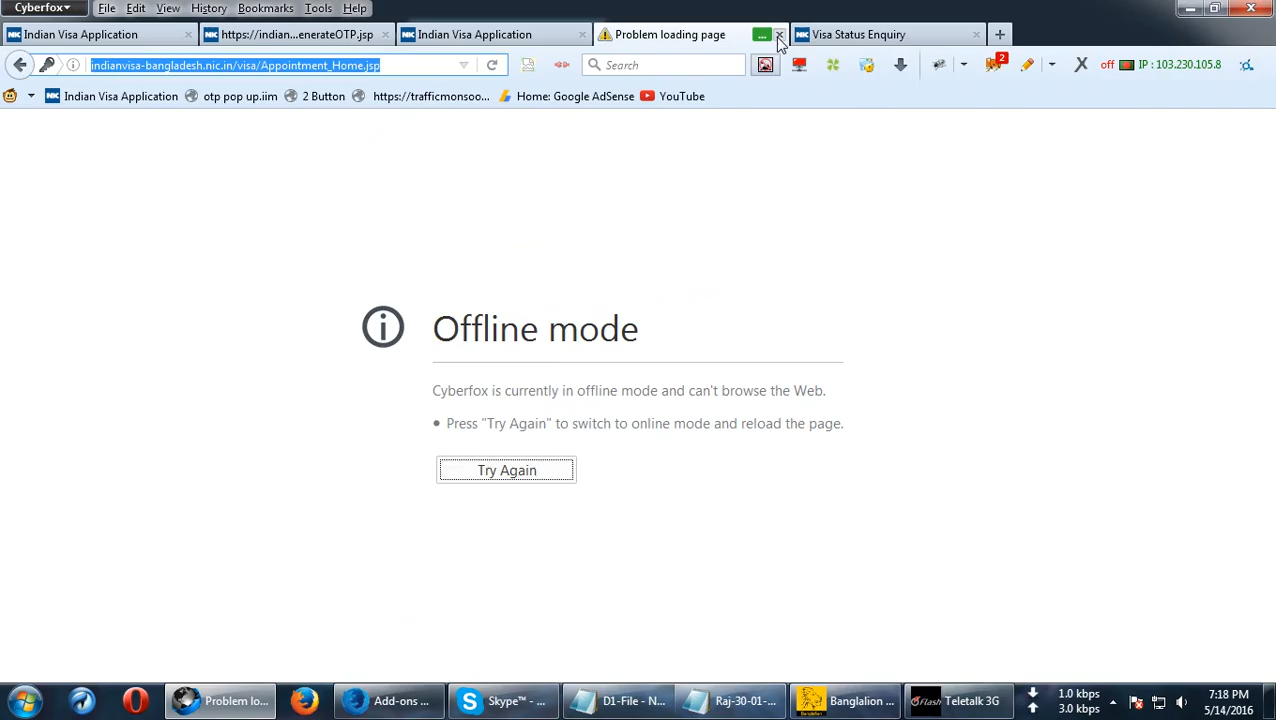 Cyberfox
File Edit View History Bookmarks Tools Help
Indian Visa Application https://indian...enerateOTP.jsp Indian Visa Application Problem loading page ... Visa Status Enquiry
indianvisa-bangladesh.nic.in/visa/Appointment_Home.jsp Search 2 off IP : 103.230.105.8
Indian Visa Application otp pop up.iim 2 Button https://trafficmonsoo... Home: Google AdSense YouTube
Offline mode
Cyberfox is currently in offline mode and can't browse the Web.
• Press "Try Again" to switch to online mode and reload the page.
Try Again
Problem lo... Add-ons ... Skype™ -... D1-File - N... Raj-30-01-... Banglalion Banglalion ... Flash Teletalk 3G 1.0 kbps 7:18 PM
3.0 kbps 5/14/2016